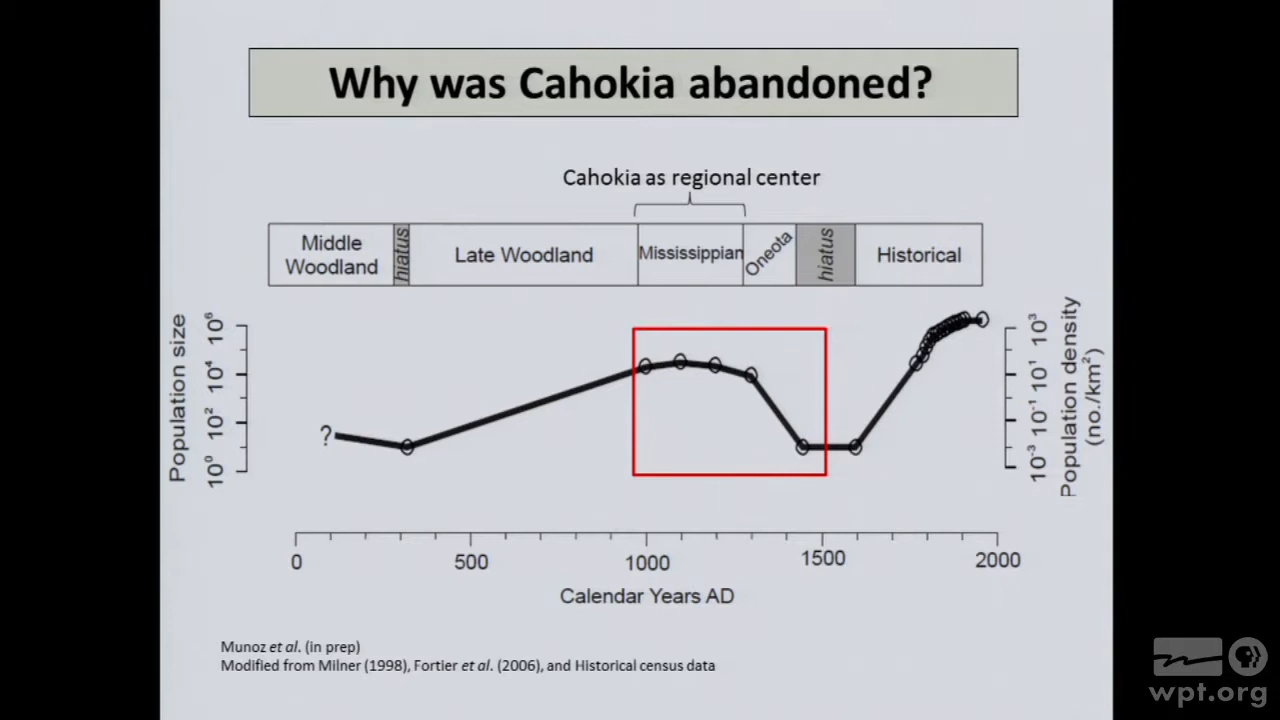 Why was Cahokia abandoned?
Cahokia as regional center
Middle
Woodland
hiatus
Late Woodland
Mississippian
Oneota
hiatus
Historical
Population size
10⁶
10⁴
10²
10⁰
?
10³
10¹
10⁻¹
10⁻³
Population density
(no./km²)
0
500
1000
1500
2000
Calendar Years AD
Munoz et al. (in prep)
Modified from Milner (1998), Fortier et al. (2006), and Historical census data
wpt.org